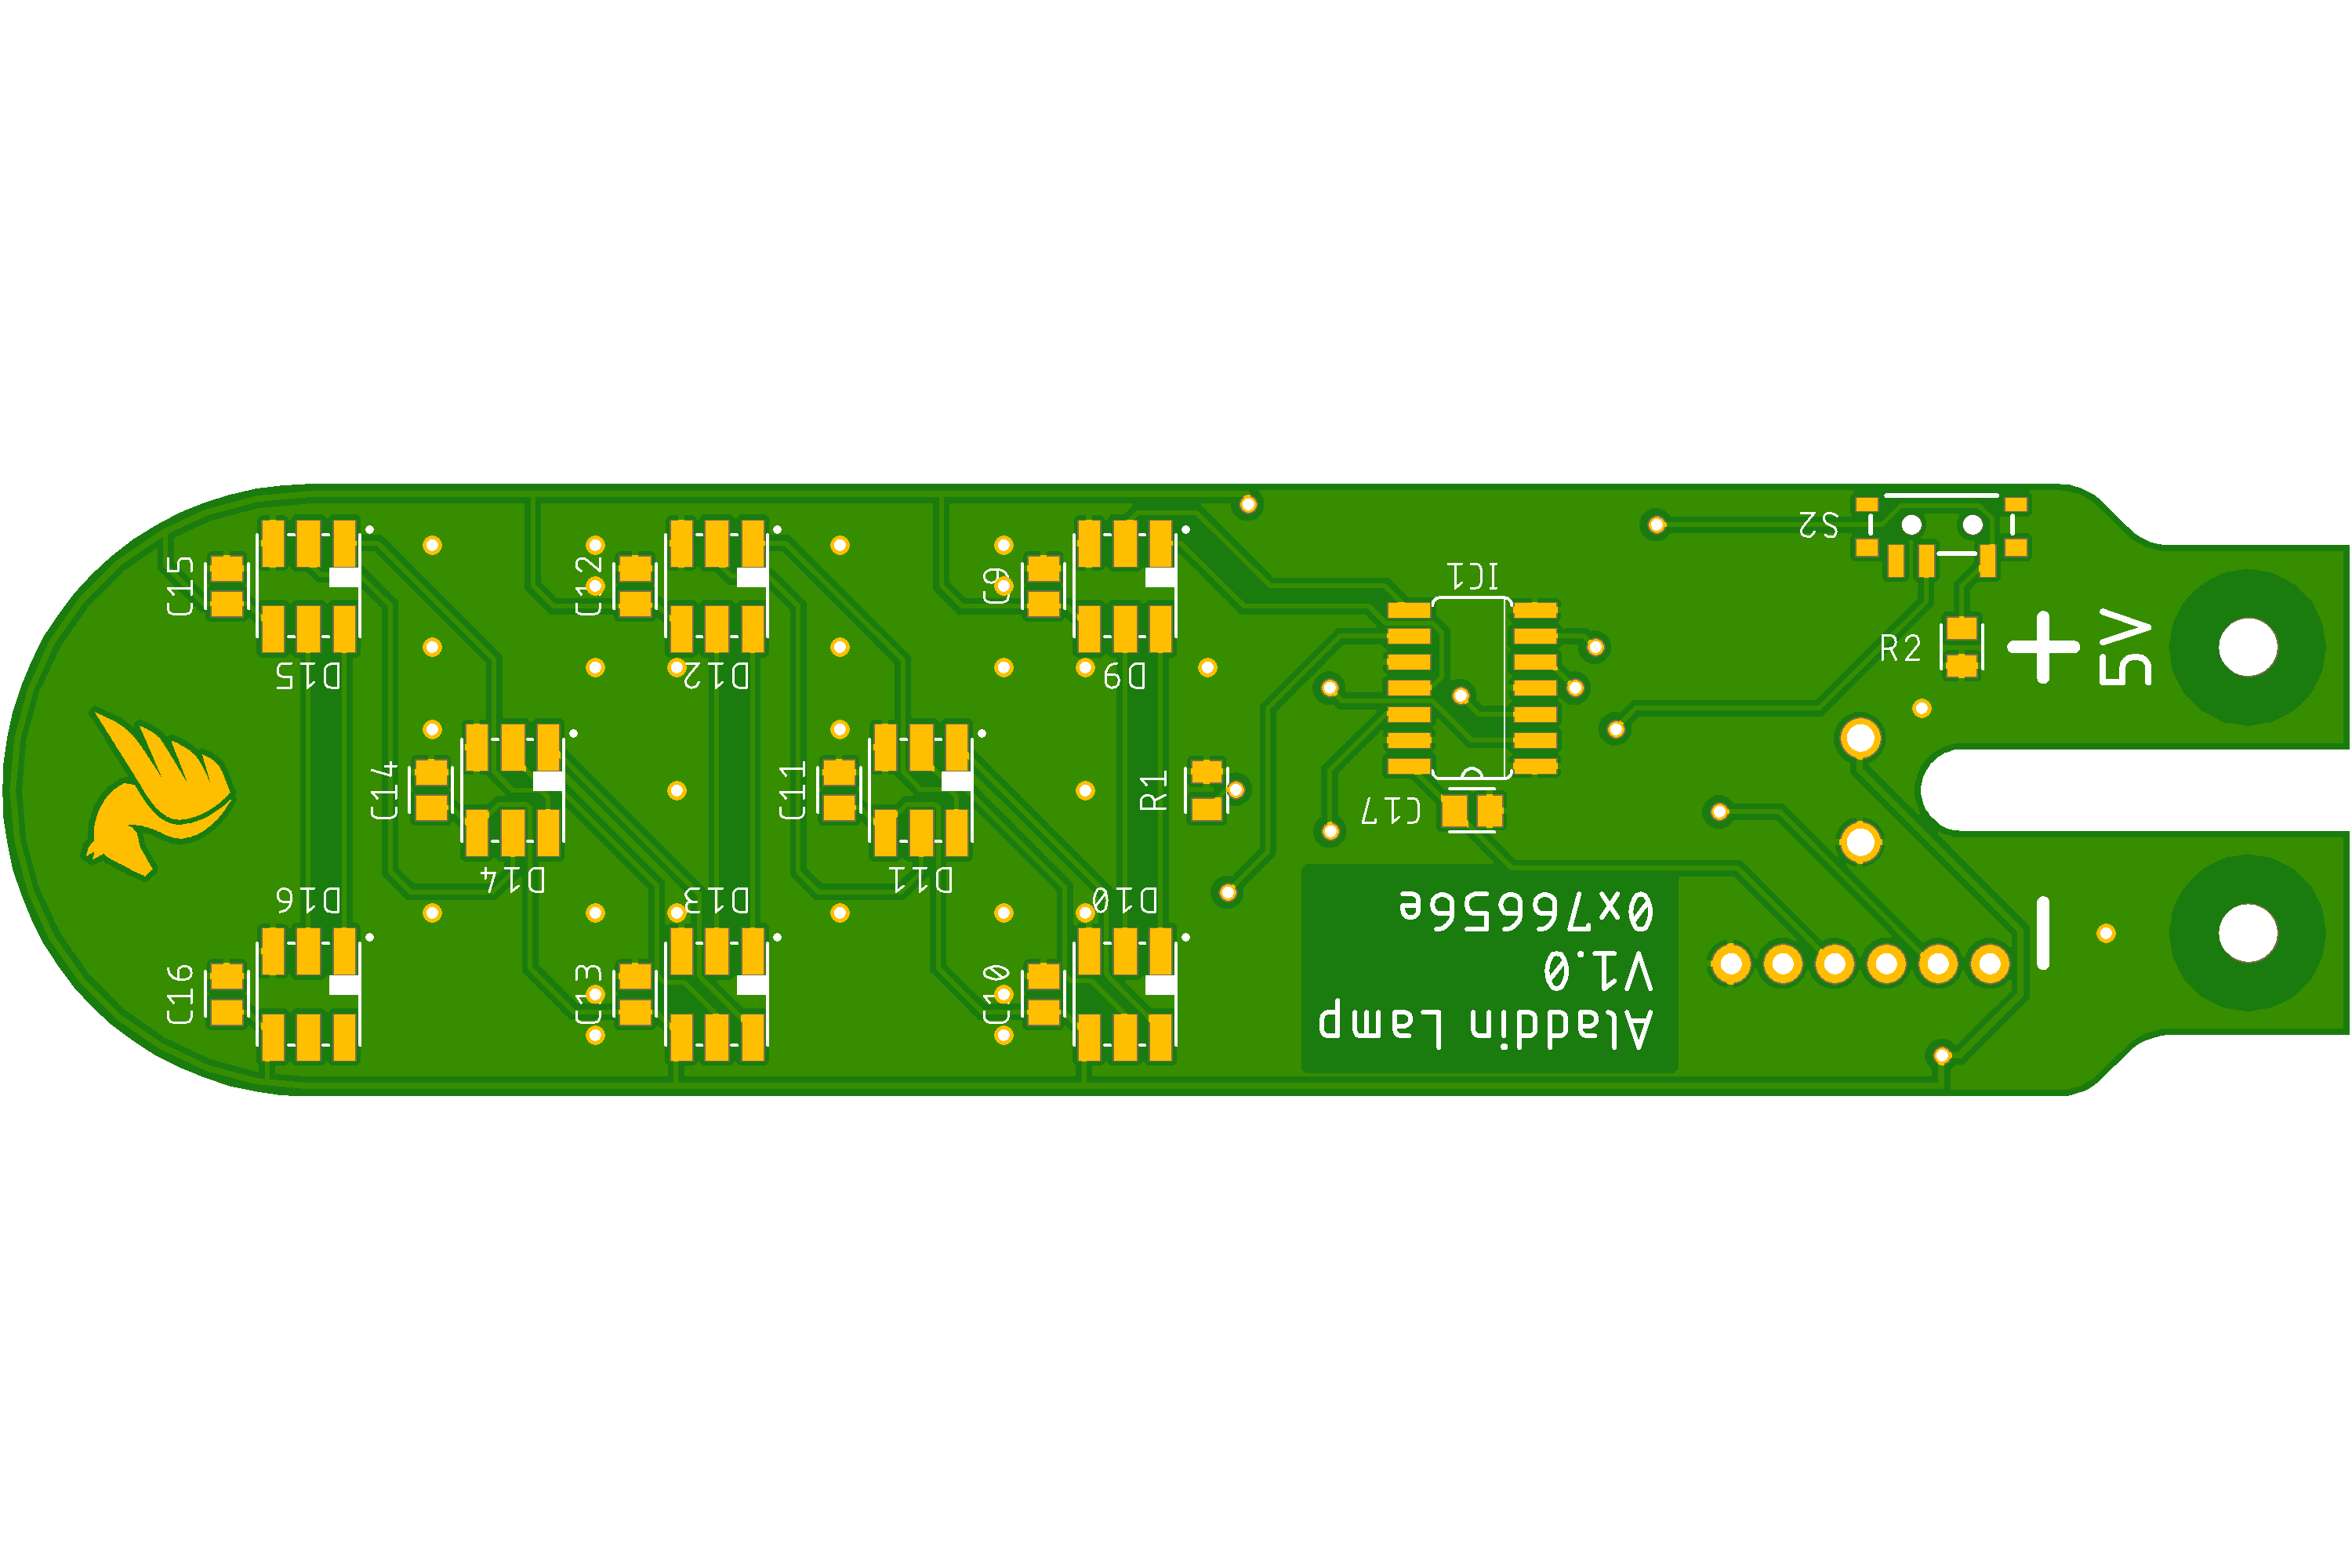 C15
D15
C12
D12
C9
D9
IC1
S2
R2
+
5V
C14
D14
C11
D11
R1
C17
D16
C16
D13
C13
D10
C10
Aladdin Lamp
V1.0
0x76656e
-